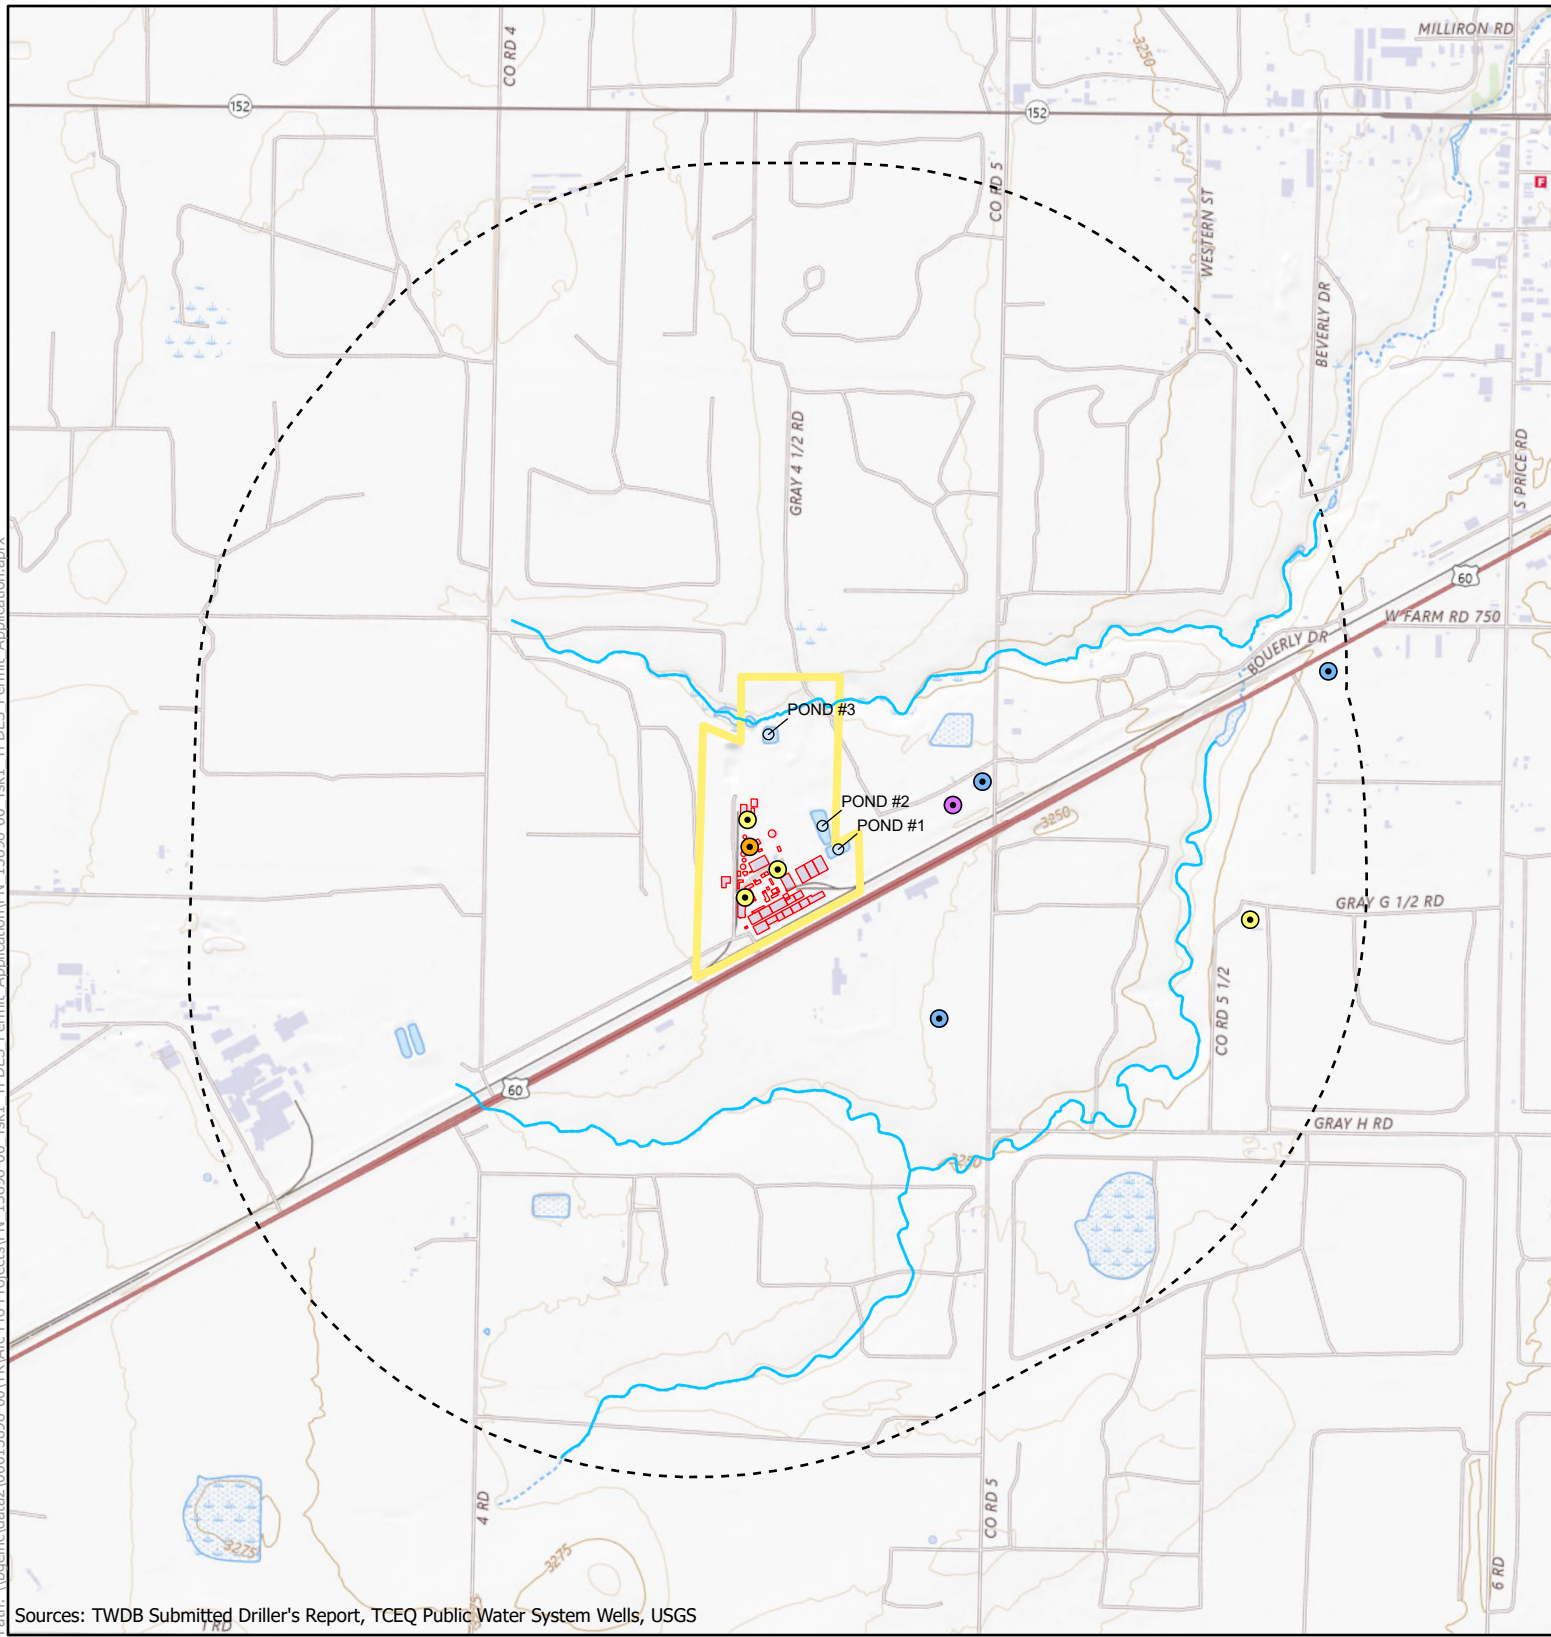 MILLIRON RD
CO RD 4
3250
152
152
CO RD 5
WESTERN ST
F
BEVERLY DR
GRAY 4 1/2 RD
S PRICE RD
60
W FARM RD 750
BOUERLY DR
POND #3
POND #2
POND #1
3250
GRAY G 1/2 RD
CO RD 5 1/2
60
GRAY H RD
3250
4 RD
CO RD 5
3275
3275
6 RD
Sources: TWDB Submitted Driller's Report, TCEQ Public Water System Wells, USGS